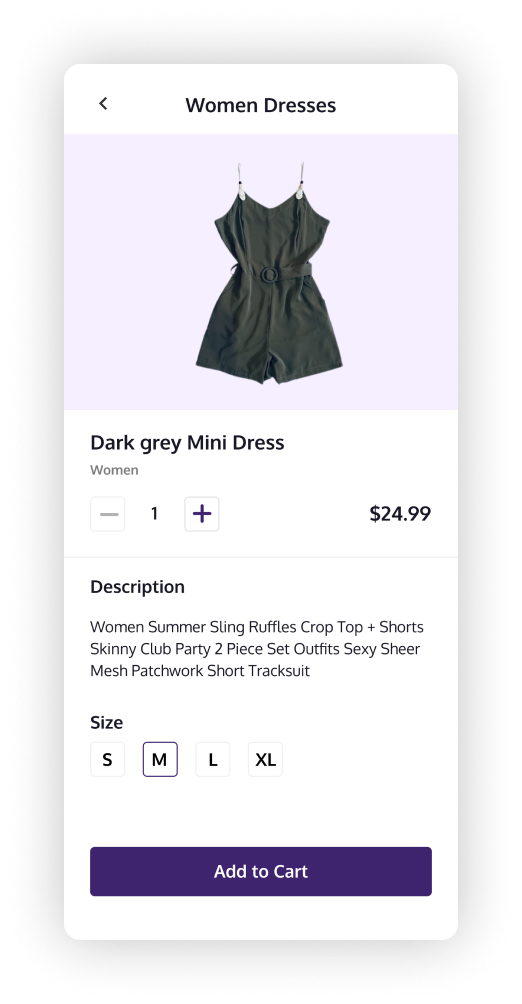 Women Dresses
Dark grey Mini Dress
Women
1
$24.99
Description
Women Summer Sling Ruffles Crop Top + Shorts
Skinny Club Party 2 Piece Set Outfits Sexy Sheer
Mesh Patchwork Short Tracksuit
Size
S M L XL
Add to Cart